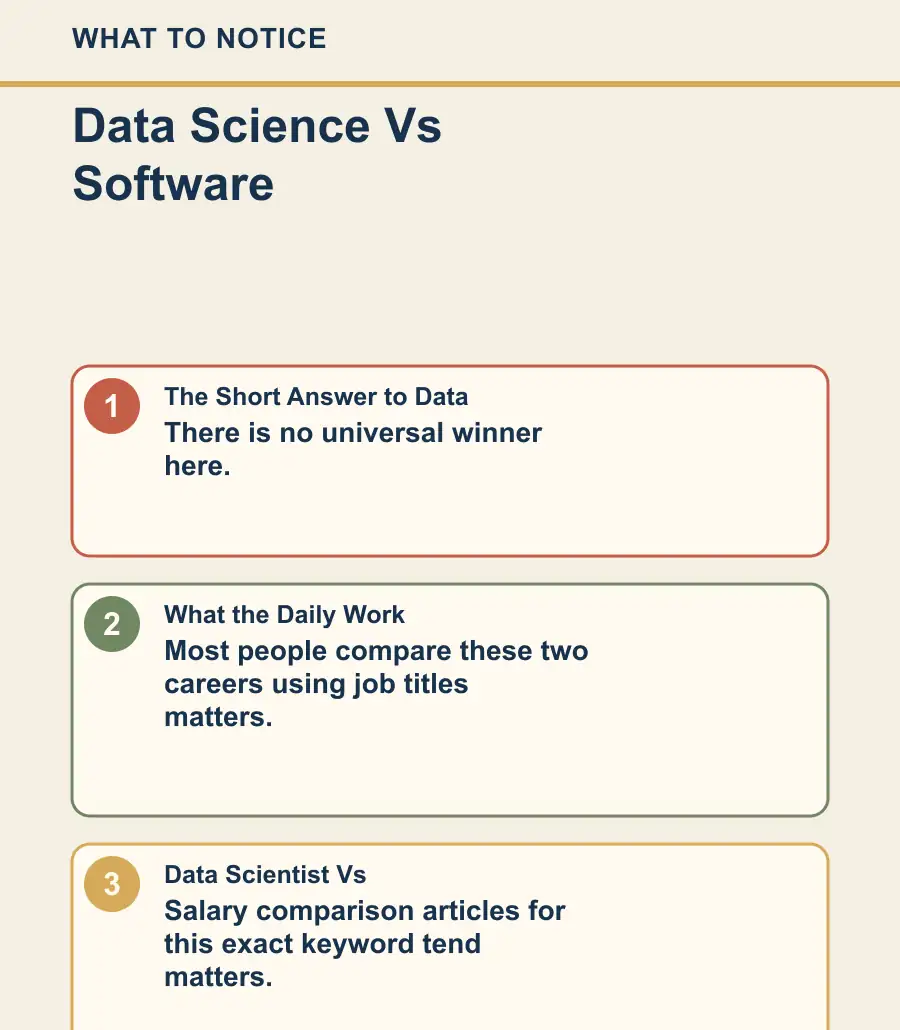 WHAT TO NOTICE
Data Science Vs
Software
1
The Short Answer to Data
There is no universal winner
here.
2
What the Daily Work
Most people compare these two
careers using job titles
matters.
3
Data Scientist Vs
Salary comparison articles for
this exact keyword tend
matters.